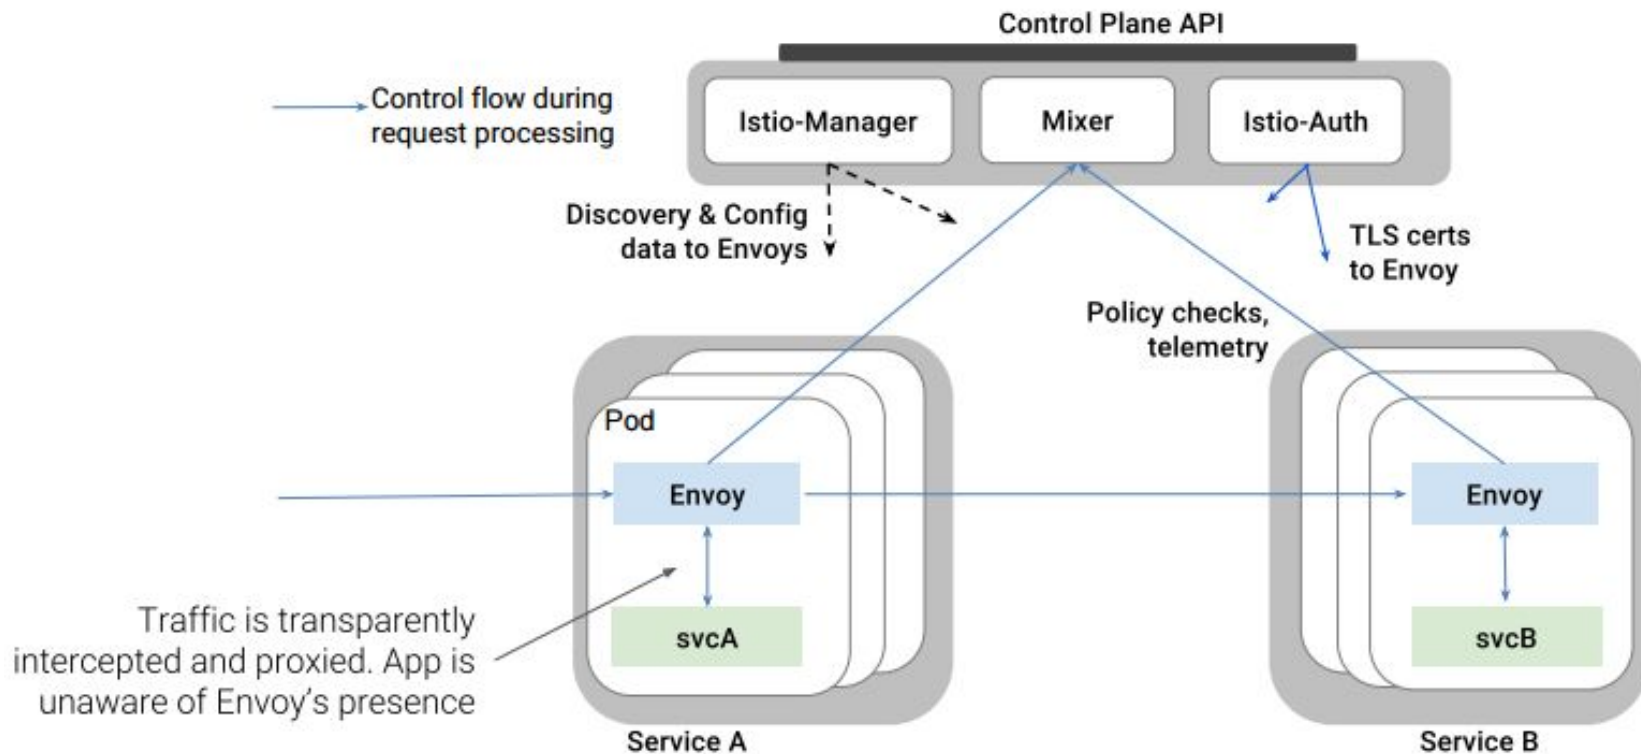 Control Plane API
Control flow during
request processing
Istio-Manager
Mixer
Istio-Auth
Discovery & Config
data to Envoys
TLS certs
to Envoy
Policy checks,
telemetry
Pod
Envoy
Envoy
Traffic is transparently
intercepted and proxied. App is
unaware of Envoy’s presence
svcA
svcB
Service A
Service B